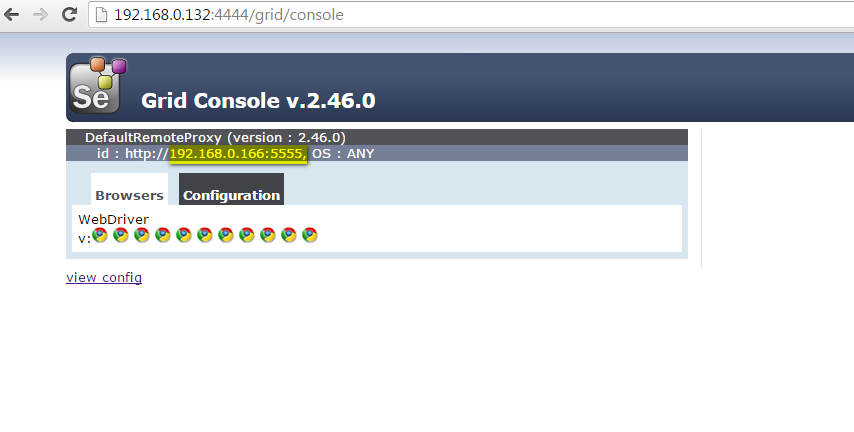 192.168.0.132:4444/grid/console
Se
Grid Console v.2.46.0
DefaultRemoteProxy (version : 2.46.0)
id : http://192.168.0.166:5555, OS : ANY
Browsers Configuration
WebDriver
v:
view config